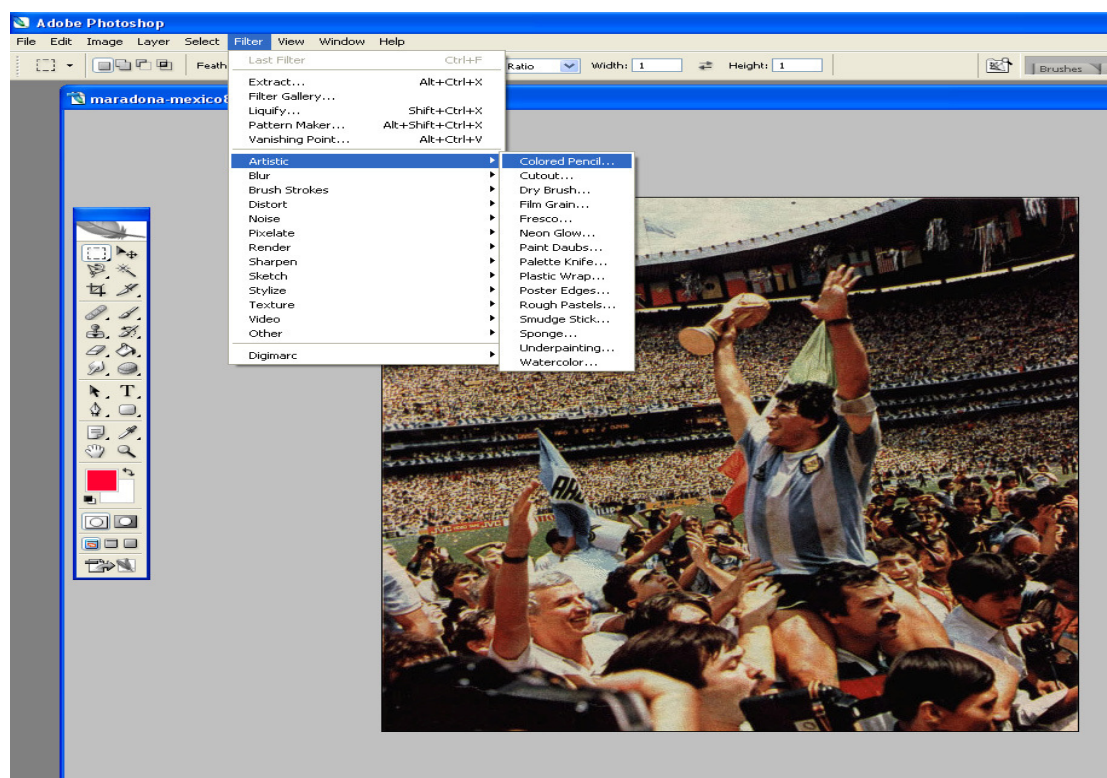 Adobe Photoshop
File Edit Image Layer Select Filter View Window Help
Feath
Ratio Width: 1 Height: 1 Brushes
maradona-mexico8
Last Filter Ctrl+F
Extract... Alt+Ctrl+X
Filter Gallery...
Liquify... Shift+Ctrl+X
Pattern Maker... Alt+Shift+Ctrl+X
Vanishing Point... Alt+Ctrl+V
Artistic
Blur
Brush Strokes
Distort
Noise
Pixelate
Render
Sharpen
Sketch
Stylize
Texture
Video
Other
Digimarc
Colored Pencil...
Cutout...
Dry Brush...
Film Grain...
Fresco...
Neon Glow...
Paint Daubs...
Palette Knife...
Plastic Wrap...
Poster Edges...
Rough Pastels...
Smudge Stick...
Sponge...
Underpainting...
Watercolor...
T
JVC JVC